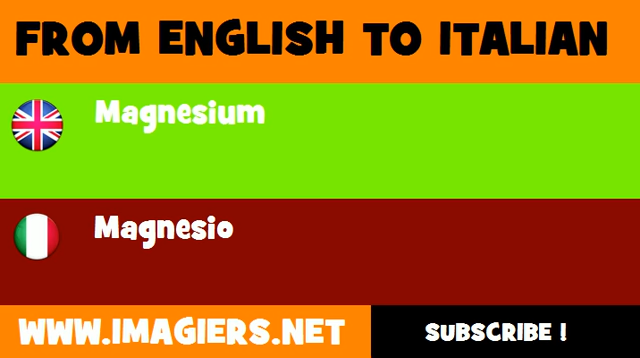 FROM ENGLISH TO ITALIAN
Magnesium
Magnesio
WWW.IMAGIERS.NET
SUBSCRIBE !